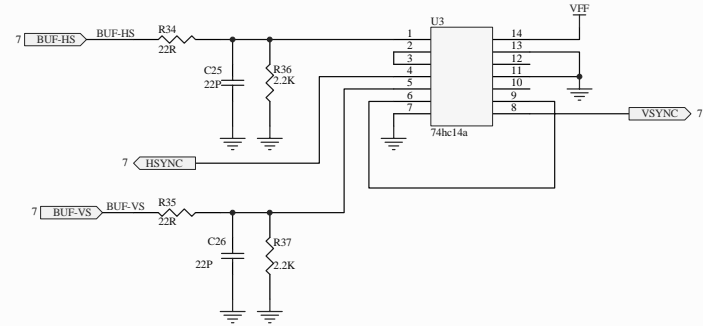 U3
VFF
7 BUF-HS BUF-HS R34
22R
C25
22P
R36
2.2K
1 14
2 13
3 12
4 11
5 10
6 9
7 8
74hc14a
VSYNC 7
7 HSYNC
7 BUF-VS BUF-VS R35
22R
C26
22P
R37
2.2K